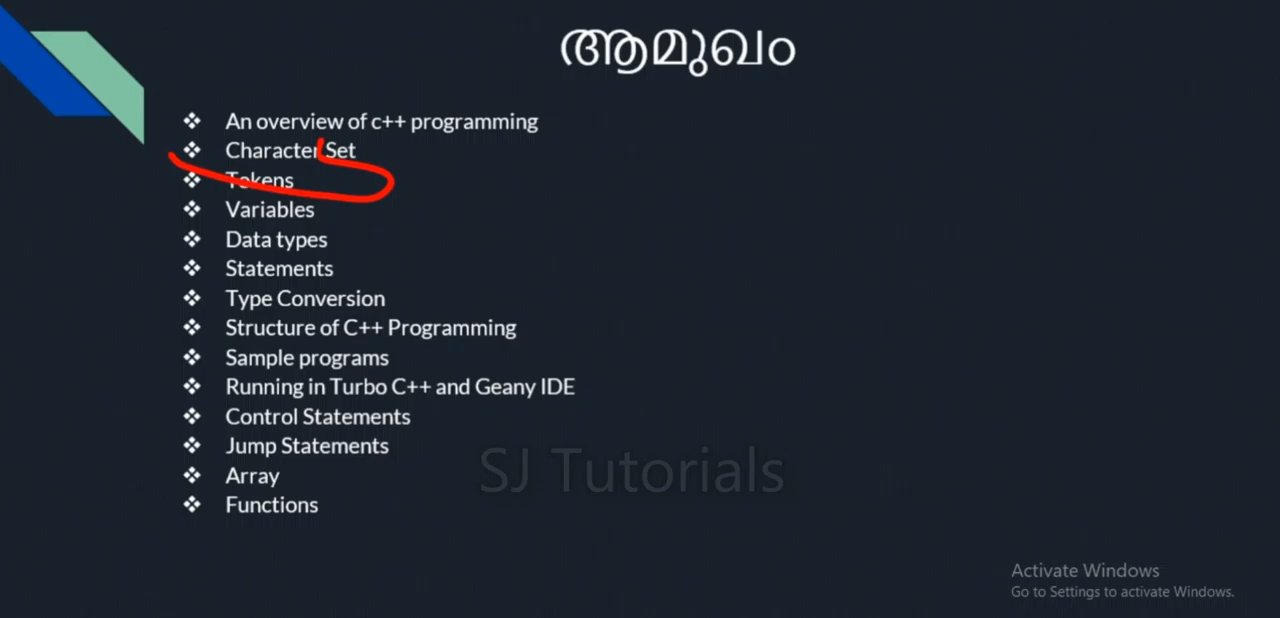 ആമുഖം
An overview of c++ programming
Character Set
Tokens
Variables
Data types
Statements
Type Conversion
Structure of C++ Programming
Sample programs
Running in Turbo C++ and Geany IDE
Control Statements
Jump Statements
Array
Functions
SJ Tutorials
Activate Windows
Go to Settings to activate Windows.